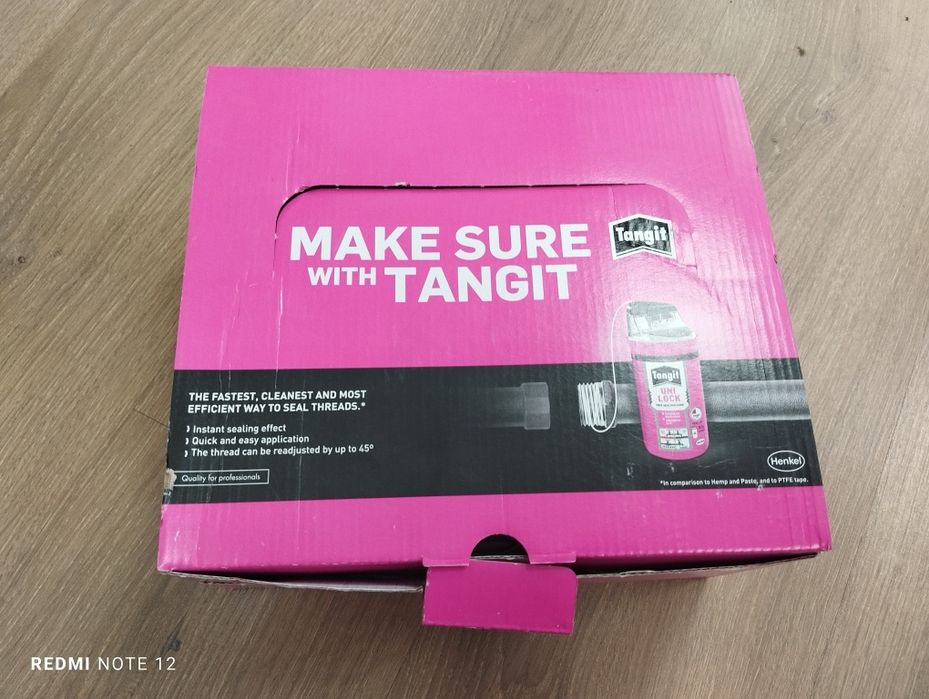 MAKE SURE
WITH TANGIT
Tangit
THE FASTEST, CLEANEST AND MOST
EFFICIENT WAY TO SEAL THREADS.*
Instant sealing effect
Quick and easy application
The thread can be readjusted by up to 45°
Quality for professionals
Tangit
UNI
LOCK
Henkel
*In comparison to Hemp and Paste, and to PTFE tape.
REDMI NOTE 12